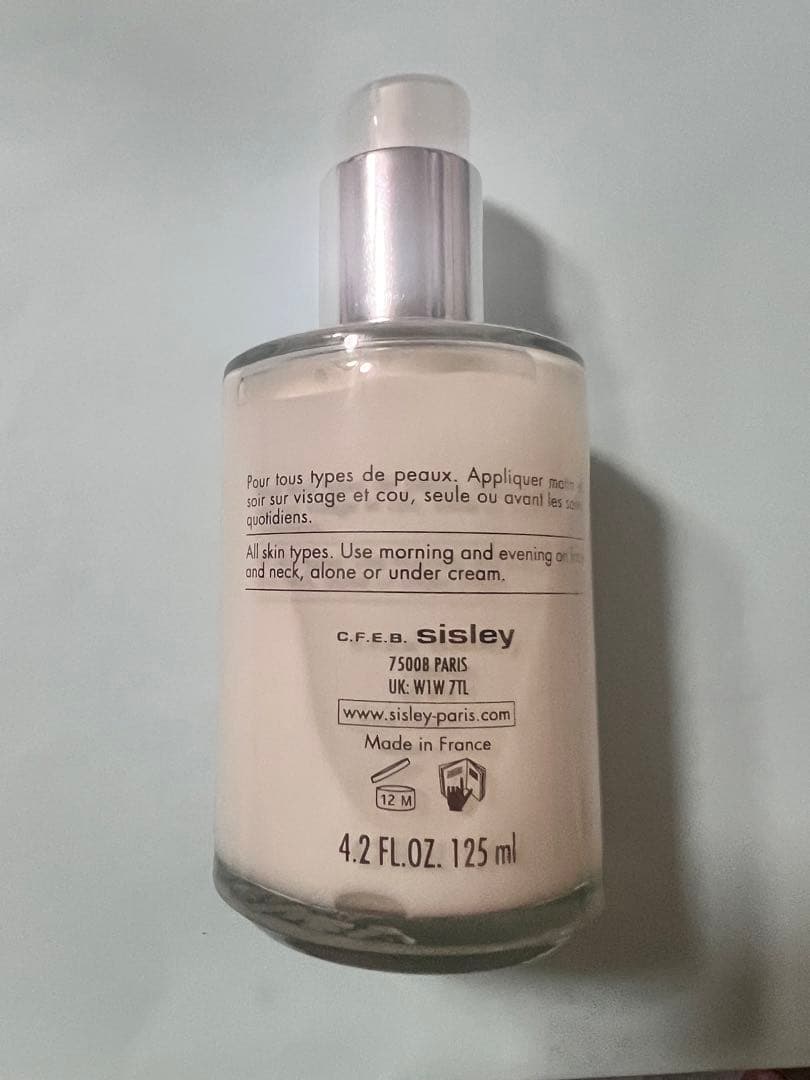 Pour tous types de peaux. Appliquer matin
soir sur visage et cou, seule ou avant les
quotidiens.
All skin types. Use morning and evening on
and neck, alone or under cream.
C.F.E.B. sisley
75008 PARIS
UK: W1W 7TL
www.sisley-paris.com
Made in France
12 M
4.2 FL.OZ. 125 ml